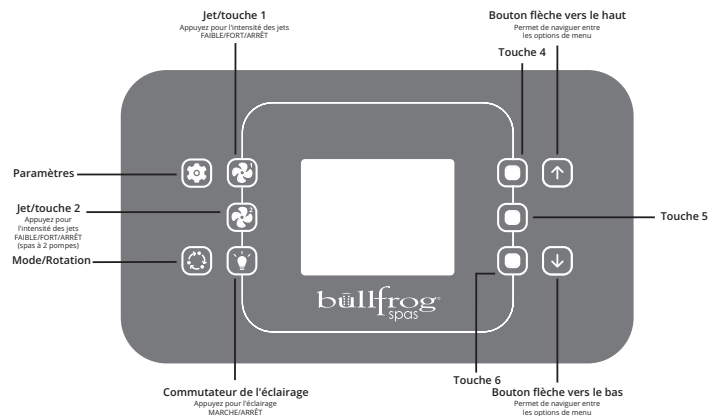 Jet/touche 1
Appuyez pour l'intensité des jets
FAIBLE/FORT/ARRÊT
Bouton flèche vers le haut
Permet de naviguer entre
les options de menu
Touche 4
Paramètres
1
Jet/touche 2
Appuyez pour
l'intensité des jets
FAIBLE/FORT/ARRÊT
(spas à 2 pompes)
2
Touche 5
Mode/Rotation
būllfrog
spas
Touche 6
Commutateur de l'éclairage
Appuyez pour l'éclairage
MARCHE/ARRÊT
Bouton flèche vers le bas
Permet de naviguer entre
les options de menu